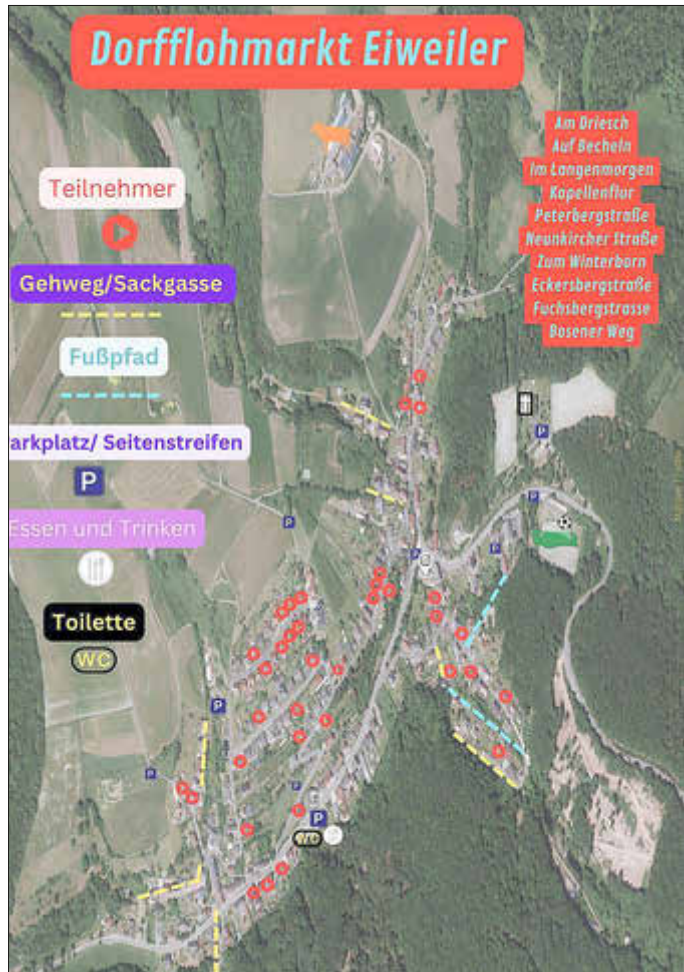 Dorfflohmarkt Eiweiler
Am Driesch
Auf Becheln
Im Langenmorgen
Kapellenflur
Peterbergstraße
Neunkircher Straße
Zum Winterborn
Eckersbergstraße
Fuchsbergstrasse
Bosener Weg
Teilnehmer
Gehweg/Sackgasse
Fußpfad
arkplatz/ Seitenstreifen
P
Essen und Trinken
Toilette
WC
P
P
P
P
P
P
P
P
P
WC